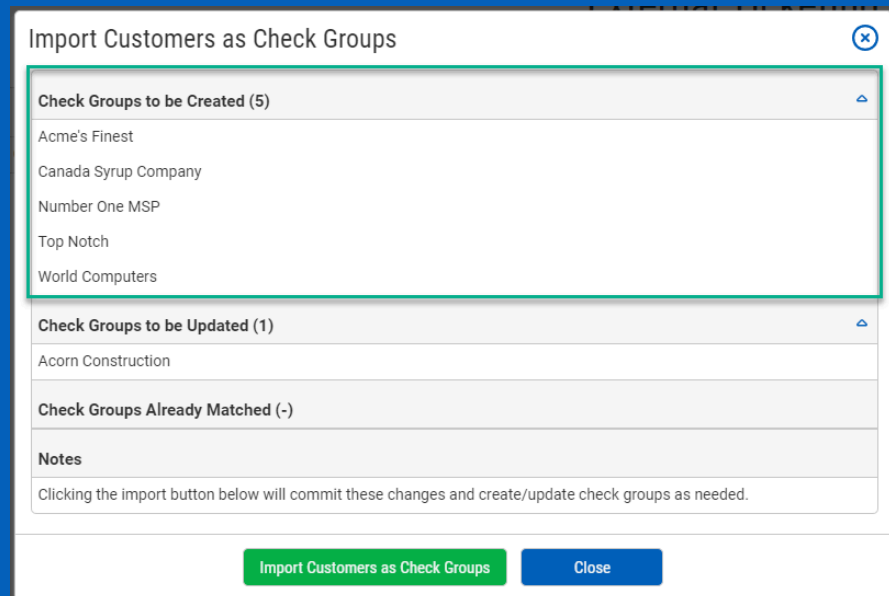 Import Customers as Check Groups
Check Groups to be Created (5)
Acme's Finest
Canada Syrup Company
Number One MSP
Top Notch
World Computers
Check Groups to be Updated (1)
Acorn Construction
Check Groups Already Matched (-)
Notes
Clicking the import button below will commit these changes and create/update check groups as needed.
Import Customers as Check Groups
Close